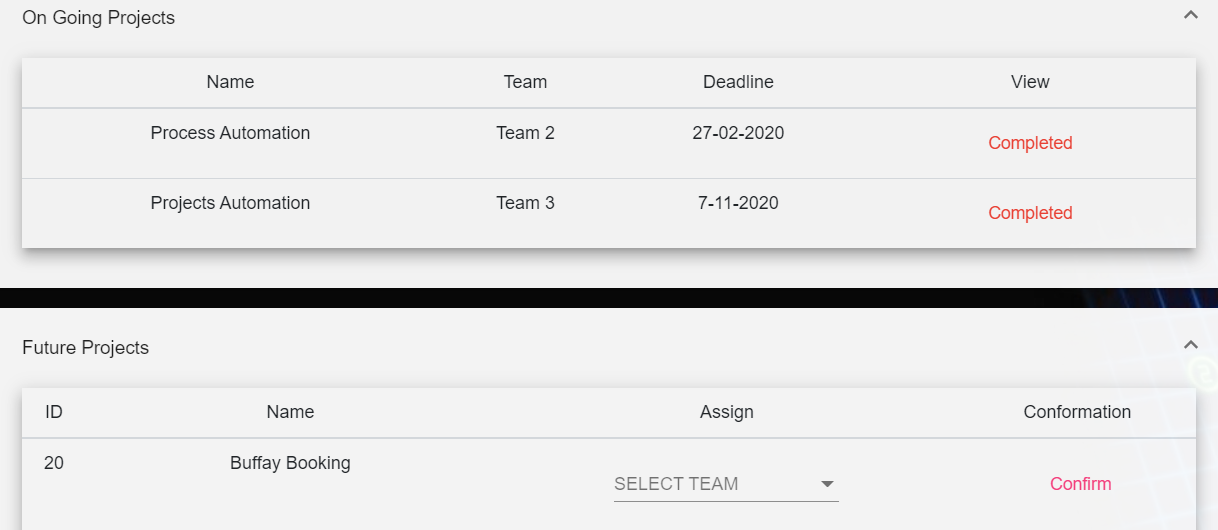 On Going Projects
Name Team Deadline View
Process Automation Team 2 27-02-2020 Completed
Projects Automation Team 3 7-11-2020 Completed
Future Projects
ID Name Assign Conformation
20 Buffay Booking SELECT TEAM Confirm